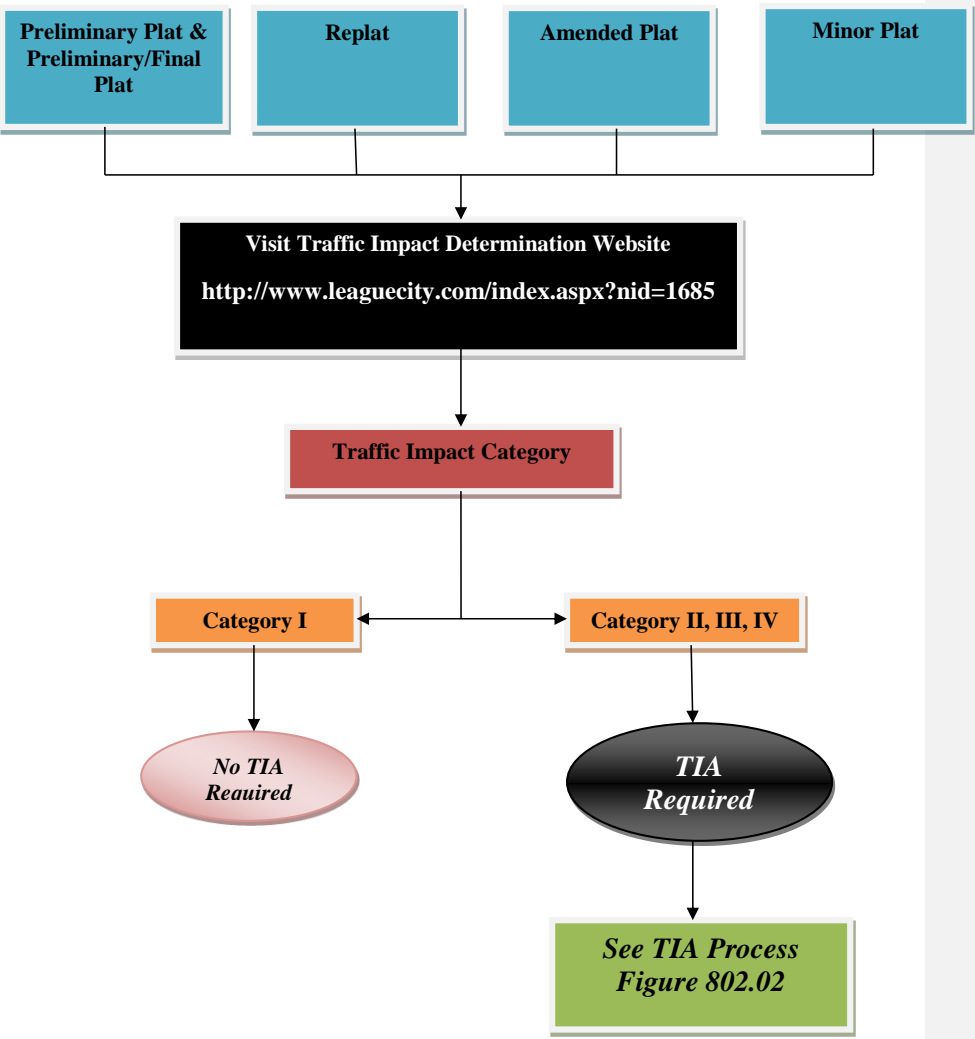 Preliminary Plat &
Preliminary/Final
Plat
Replat
Amended Plat
Minor Plat
Visit Traffic Impact Determination Website
http://www.leaguecity.com/index.aspx?nid=1685
Traffic Impact Category
Category I
Category II, III, IV
No TIA
Required
TIA
Required
See TIA Process
Figure 802.02